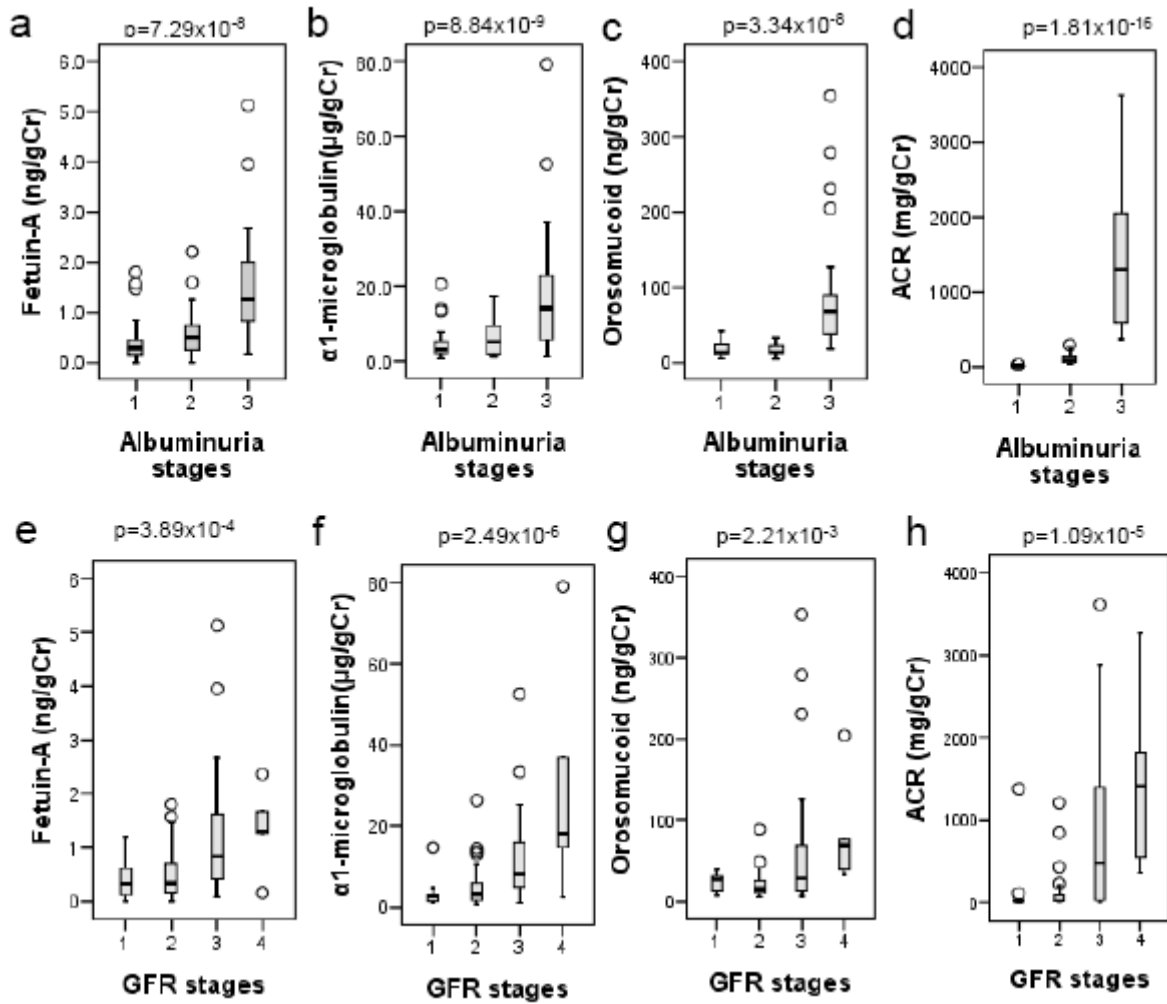 a
p=7.29x10-8
Fetuin-A (ng/gCr)
6.0
5.0
4.0
3.0
2.0
1.0
0.0
1 2 3
Albuminuria
stages
b
p=8.84x10-9
α1-microglobulin(µg/gCr)
80.0
60.0
40.0
20.0
0.0
1 2 3
Albuminuria
stages
c
p=3.34x10-8
Orosomucoid (ng/gCr)
400
300
200
100
0
1 2 3
Albuminuria
stages
d
p=1.81x10-16
ACR (mg/gCr)
4000
3000
2000
1000
0
1 2 3
Albuminuria
stages
e
p=3.89x10-4
Fetuin-A (ng/gCr)
6
5
4
3
2
1
0
1 2 3 4
GFR stages
f
p=2.49x10-6
α1-microglobulin(µg/gCr)
80
60
40
20
0
1 2 3 4
GFR stages
g
p=2.21x10-3
Orosomucoid (ng/gCr)
400
300
200
100
0
1 2 3 4
GFR stages
h
p=1.09x10-5
ACR (mg/gCr)
4000
3000
2000
1000
0
1 2 3 4
GFR stages